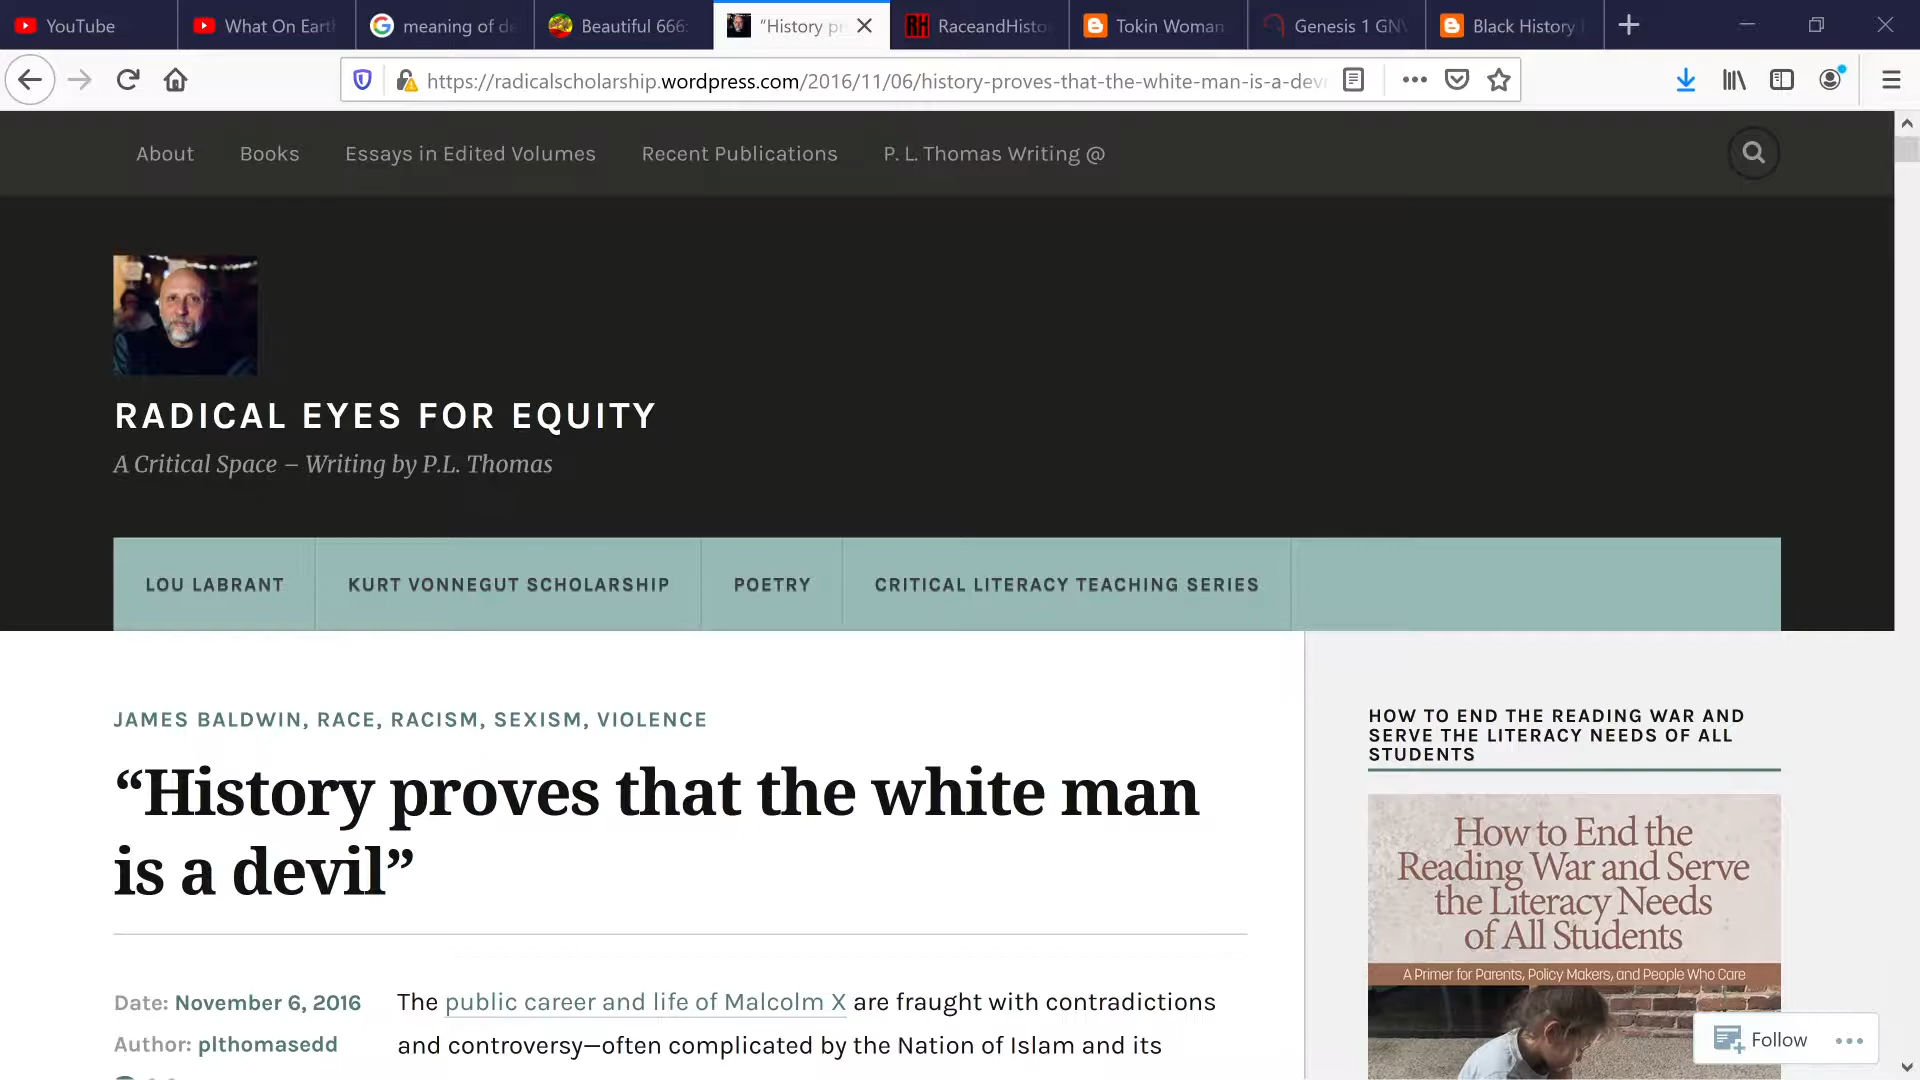 YouTube
What On Eart
meaning of de
Beautiful 666:
“History pr
RaceandHisto
Tokin Woman
Genesis 1 GNV
Black History
https://radicalscholarship.wordpress.com/2016/11/06/history-proves-that-the-white-man-is-a-devi
About
Books
Essays in Edited Volumes
Recent Publications
P. L. Thomas Writing @
RADICAL EYES FOR EQUITY
A Critical Space – Writing by P.L. Thomas
LOU LABRANT
KURT VONNEGUT SCHOLARSHIP
POETRY
CRITICAL LITERACY TEACHING SERIES
JAMES BALDWIN, RACE, RACISM, SEXISM, VIOLENCE
“History proves that the white man
is a devil”
Date: November 6, 2016
Author: plthomasedd
The public career and life of Malcolm X are fraught with contradictions
and controversy—often complicated by the Nation of Islam and its
HOW TO END THE READING WAR AND
SERVE THE LITERACY NEEDS OF ALL
STUDENTS
How to End the
Reading War and Serve
the Literacy Needs
of All Students
A Primer for Parents, Policy Makers, and People Who Care
Follow